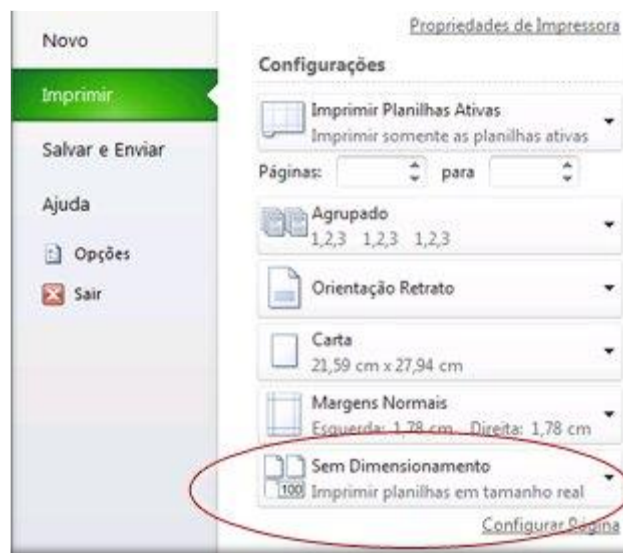 Novo
Imprimir
Salvar e Enviar
Ajuda
Opções
Sair
Propriedades de Impressora
Configurações
Imprimir Planilhas Ativas
Imprimir somente as planilhas ativas
Páginas: para
Agrupado
1,2,3 1,2,3 1,2,3
Orientação Retrato
Carta
21,59 cm x 27,94 cm
Margens Normais
Esquerda: 1,78 cm Direita: 1,78 cm
Sem Dimensionamento
100 Imprimir planilhas em tamanho real
Configurar Página